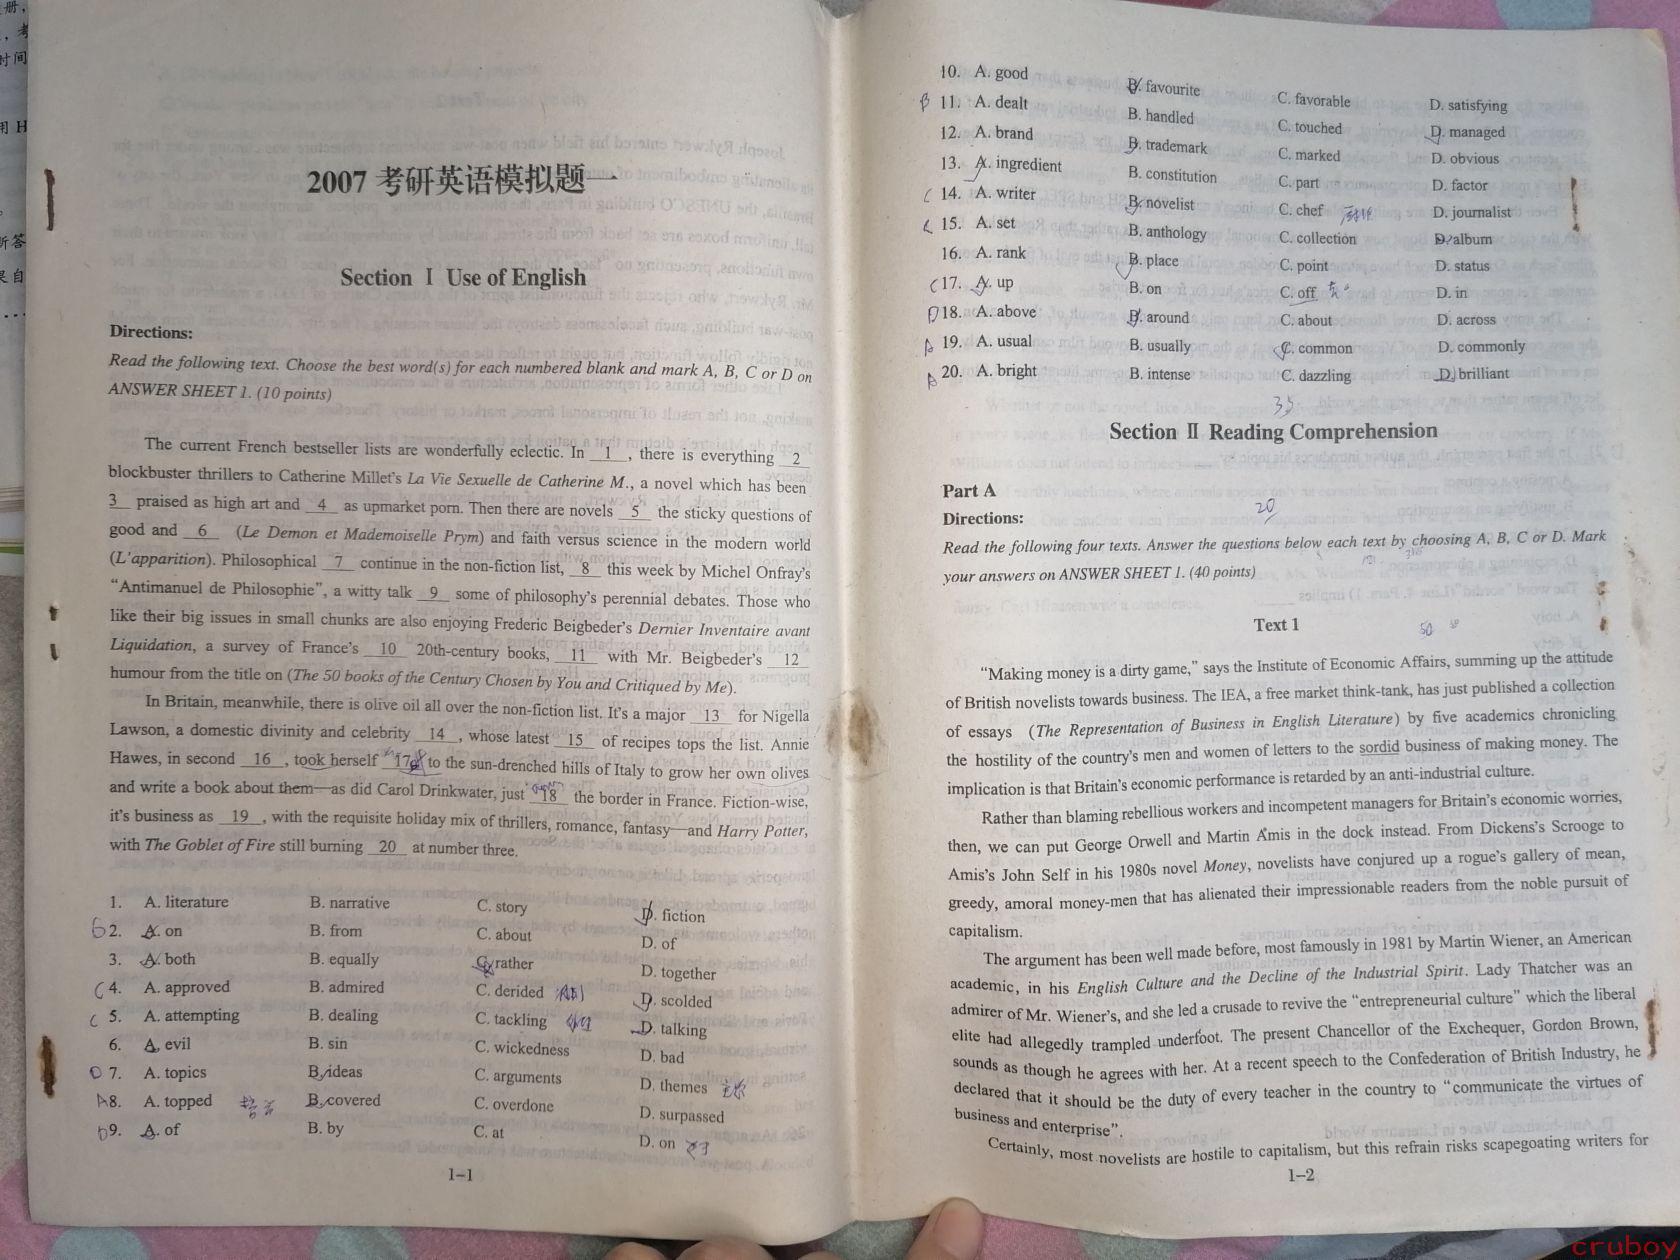 2007 考研英语模拟题一
Section Ⅰ Use of English
Directions:
Read the following text. Choose the best word(s) for each numbered blank and mark A, B, C or D on
ANSWER SHEET 1. (10 points)
The current French bestseller lists are wonderfully eclectic. In 1 , there is everything 2
blockbuster thrillers to Catherine Millet's La Vie Sexuelle de Catherine M., a novel which has been
3 praised as high art and 4 as upmarket porn. Then there are novels 5 the sticky questions of
good and 6 (Le Demon et Mademoiselle Prym) and faith versus science in the modern world
(L'apparition). Philosophical 7 continue in the non-fiction list, 8 this week by Michel Onfray's
"Antimanuel de Philosophie", a witty talk 9 some of philosophy's perennial debates. Those who
like their big issues in small chunks are also enjoying Frederic Beigbeder's Dernier Inventaire avant
Liquidation, a survey of France's 10 20th-century books, 11 with Mr. Beigbeder's 12
humour from the title on (The 50 books of the Century Chosen by You and Critiqued by Me).
In Britain, meanwhile, there is olive oil all over the non-fiction list. It's a major 13 for Nigella
Lawson, a domestic divinity and celebrity 14 , whose latest 15 of recipes tops the list. Annie
Hawes, in second 16 , took herself 17 to the sun-drenched hills of Italy to grow her own olives
and write a book about them—as did Carol Drinkwater, just 18 the border in France. Fiction-wise,
it's business as 19 , with the requisite holiday mix of thrillers, romance, fantasy—and Harry Potter,
with The Goblet of Fire still burning 20 at number three.
1. A. literature B. narrative C. story D. fiction
B 2. A. on B. from C. about D. of
3. A. both B. equally C. rather D. together
C 4. A. approved B. admired C. derided D. scolded
C 5. A. attempting B. dealing C. tackling D. talking
6. A. evil B. sin C. wickedness D. bad
D 7. A. topics B. ideas C. arguments D. themes
A 8. A. topped B. covered C. overdone D. surpassed
D 9. A. of B. by C. at D. on
1-1
10. A. good B. favourite C. favorable D. satisfying
B 11. A. dealt B. handled C. touched D. managed
12. A. brand B. trademark C. marked D. obvious
13. A. ingredient B. constitution C. part D. factor
C 14. A. writer B. novelist C. chef D. journalist
C 15. A. set B. anthology C. collection D. album
16. A. rank B. place C. point D. status
C 17. A. up B. on C. off D. in
D 18. A. above B. around C. about D. across
A 19. A. usual B. usually C. common D. commonly
A 20. A. bright B. intense C. dazzling D. brilliant
35
Section Ⅱ Reading Comprehension
Part A
Directions:
20
Read the following four texts. Answer the questions below each text by choosing A, B, C or D. Mark
your answers on ANSWER SHEET 1. (40 points)
Text 1
50
"Making money is a dirty game," says the Institute of Economic Affairs, summing up the attitude
of British novelists towards business. The IEA, a free market think-tank, has just published a collection
of essays (The Representation of Business in English Literature) by five academics chronicling
the hostility of the country's men and women of letters to the sordid business of making money. The
implication is that Britain's economic performance is retarded by an anti-industrial culture.
Rather than blaming rebellious workers and incompetent managers for Britain's economic worries,
then, we can put George Orwell and Martin Amis in the dock instead. From Dickens's Scrooge to
Amis's John Self in his 1980s novel Money, novelists have conjured up a rogue's gallery of mean,
greedy, amoral money-men that has alienated their impressionable readers from the noble pursuit of
capitalism.
The argument has been well made before, most famously in 1981 by Martin Wiener, an American
academic, in his English Culture and the Decline of the Industrial Spirit. Lady Thatcher was an
admirer of Mr. Wiener's, and she led a crusade to revive the "entrepreneurial culture" which the liberal
elite had allegedly trampled underfoot. The present Chancellor of the Exchequer, Gordon Brown,
sounds as though he agrees with her. At a recent speech to the Confederation of British Industry, he
declared that it should be the duty of every teacher in the country to "communicate the virtues of
business and enterprise".
Certainly, most novelists are hostile to capitalism, but this refrain risks scapegoating writers for
1-2
cruboy